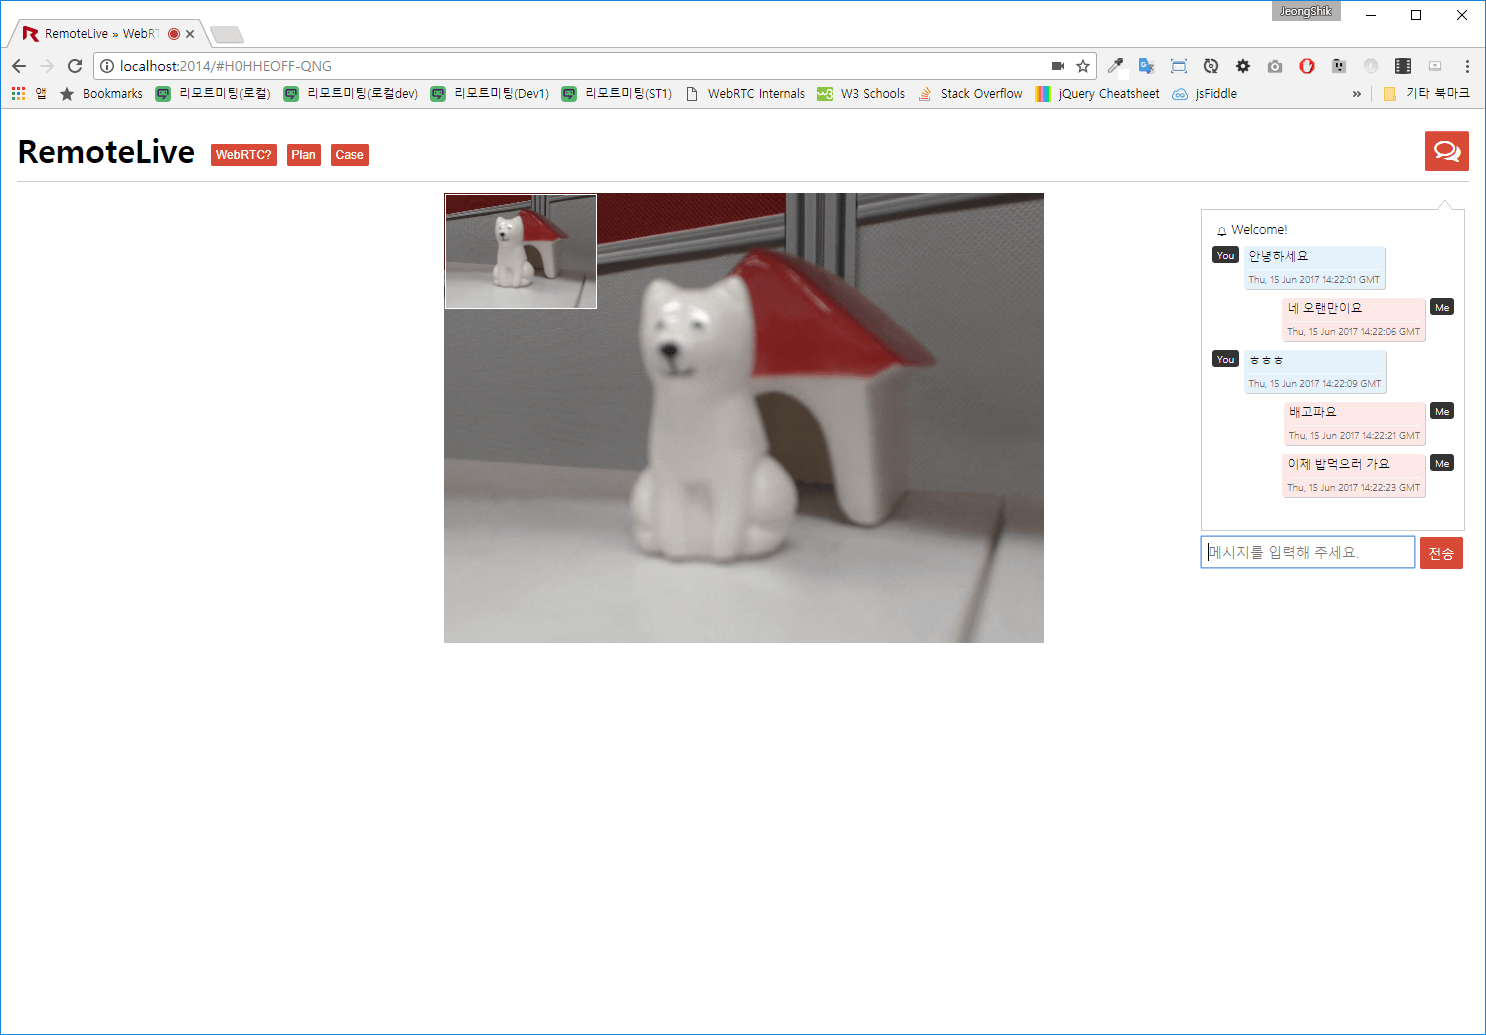 JeongShik
RemoteLive » WebRT
localhost:2014/#H0HHEOFF-QNG
앱 Bookmarks 리모트미팅(로컬) 리모트미팅(로컬dev) 리모트미팅(Dev1) 리모트미팅(ST1) WebRTC Internals W3 Schools Stack Overflow jQuery Cheatsheet jsFiddle » 기타 북마크
RemoteLive WebRTC? Plan Case
Welcome!
You 안녕하세요
Thu, 15 Jun 2017 14:22:01 GMT
네 오랜만이요 Me
Thu, 15 Jun 2017 14:22:06 GMT
You ㅎㅎㅎ
Thu, 15 Jun 2017 14:22:09 GMT
배고파요 Me
Thu, 15 Jun 2017 14:22:21 GMT
이제 밥먹으러 가요 Me
Thu, 15 Jun 2017 14:22:23 GMT
메시지를 입력해 주세요. 전송